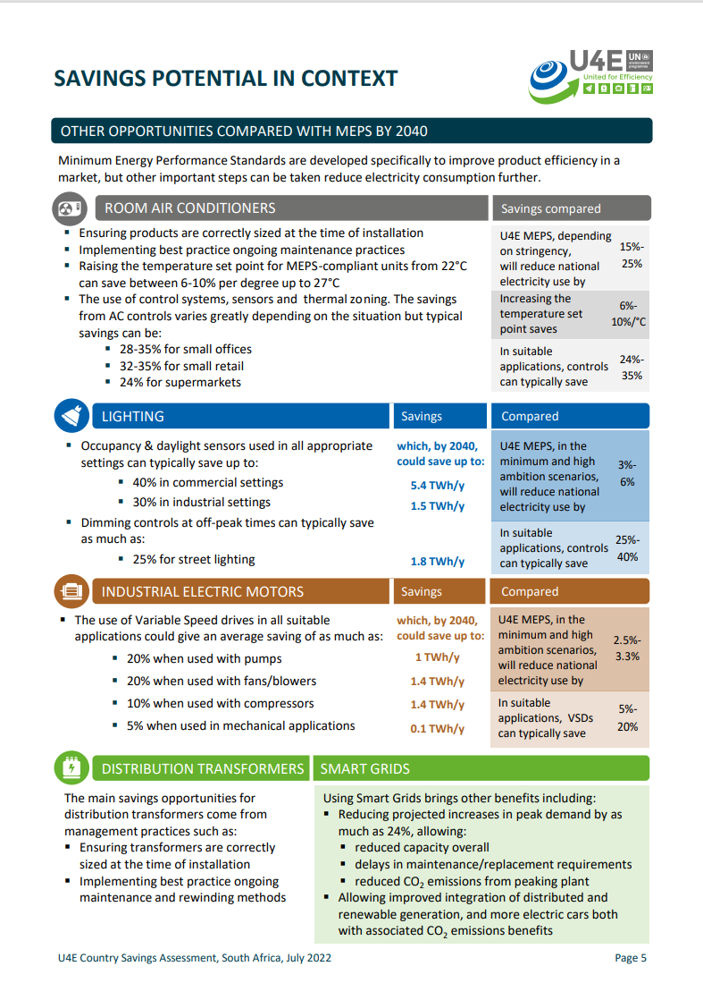 SAVINGS POTENTIAL IN CONTEXT
U4E
UN
environment
programme
United for Efficiency
OTHER OPPORTUNITIES COMPARED WITH MEPS BY 2040
Minimum Energy Performance Standards are developed specifically to improve product efficiency in a
market, but other important steps can be taken reduce electricity consumption further.
ROOM AIR CONDITIONERS
▪ Ensuring products are correctly sized at the time of installation
▪ Implementing best practice ongoing maintenance practices
▪ Raising the temperature set point for MEPS-compliant units from 22°C
can save between 6-10% per degree up to 27°C
▪ The use of control systems, sensors and thermal zoning. The savings
from AC controls varies greatly depending on the situation but typical
savings can be:
▪ 28-35% for small offices
▪ 32-35% for small retail
▪ 24% for supermarkets
Savings compared
U4E MEPS, depending
on stringency,
will reduce national
electricity use by
15%-
25%
Increasing the
temperature set
point saves
6%-
10%/°C
In suitable
applications, controls
can typically save
24%-
35%
LIGHTING
▪ Occupancy & daylight sensors used in all appropriate
settings can typically save up to:
▪ 40% in commercial settings
▪ 30% in industrial settings
▪ Dimming controls at off-peak times can typically save
as much as:
▪ 25% for street lighting
Savings
which, by 2040,
could save up to:
5.4 TWh/y
1.5 TWh/y
1.8 TWh/y
Compared
U4E MEPS, in the
minimum and high
ambition scenarios,
will reduce national
electricity use by
3%-
6%
In suitable
applications, controls
can typically save
25%-
40%
INDUSTRIAL ELECTRIC MOTORS
▪ The use of Variable Speed drives in all suitable
applications could give an average saving of as much as:
▪ 20% when used with pumps
▪ 20% when used with fans/blowers
▪ 10% when used with compressors
▪ 5% when used in mechanical applications
Savings
which, by 2040,
could save up to:
1 TWh/y
1.4 TWh/y
1.4 TWh/y
0.1 TWh/y
Compared
U4E MEPS, in the
minimum and high
ambition scenarios,
will reduce national
electricity use by
2.5%-
3.3%
In suitable
applications, VSDs
can typically save
5%-
20%
DISTRIBUTION TRANSFORMERS
The main savings opportunities for
distribution transformers come from
management practices such as:
▪ Ensuring transformers are correctly
sized at the time of installation
▪ Implementing best practice ongoing
maintenance and rewinding methods
SMART GRIDS
Using Smart Grids brings other benefits including:
▪ Reducing projected increases in peak demand by as
much as 24%, allowing:
▪ reduced capacity overall
▪ delays in maintenance/replacement requirements
▪ reduced CO₂ emissions from peaking plant
▪ Allowing improved integration of distributed and
renewable generation, and more electric cars both
with associated CO₂ emissions benefits
U4E Country Savings Assessment, South Africa, July 2022
Page 5